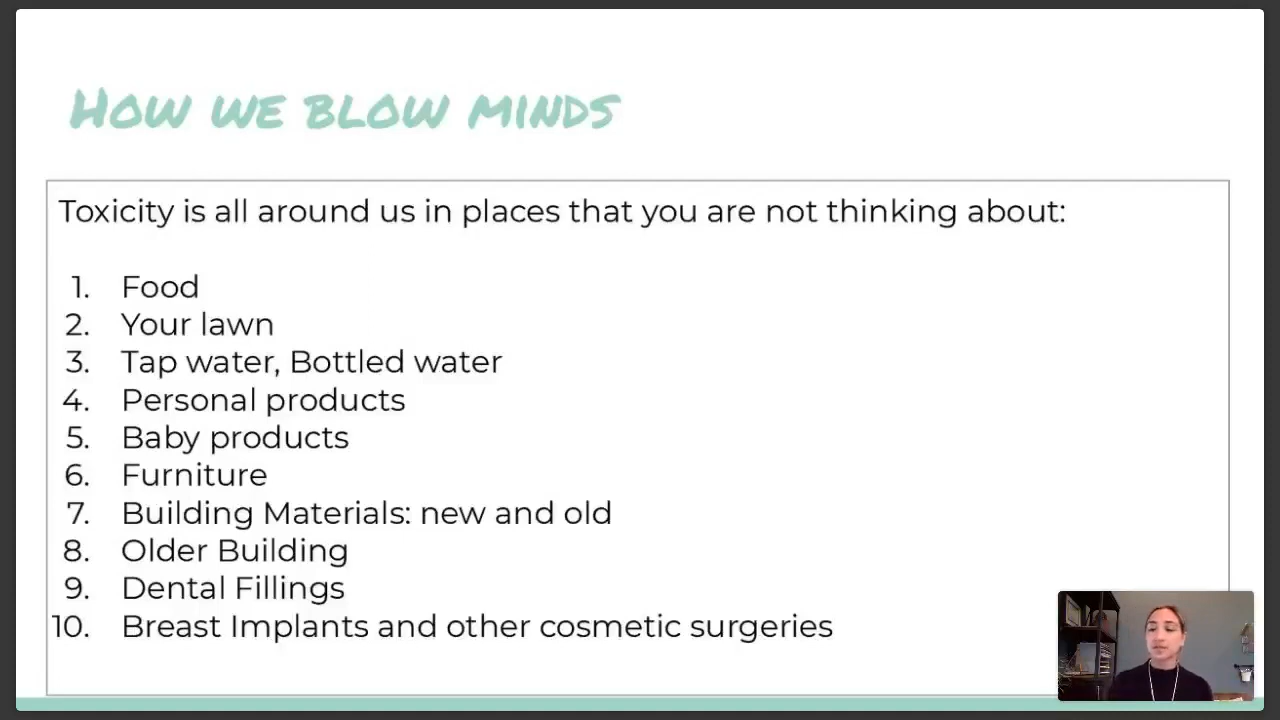 How we blow minds
Toxicity is all around us in places that you are not thinking about:
1. Food
2. Your lawn
3. Tap water, Bottled water
4. Personal products
5. Baby products
6. Furniture
7. Building Materials: new and old
8. Older Building
9. Dental Fillings
10. Breast Implants and other cosmetic surgeries